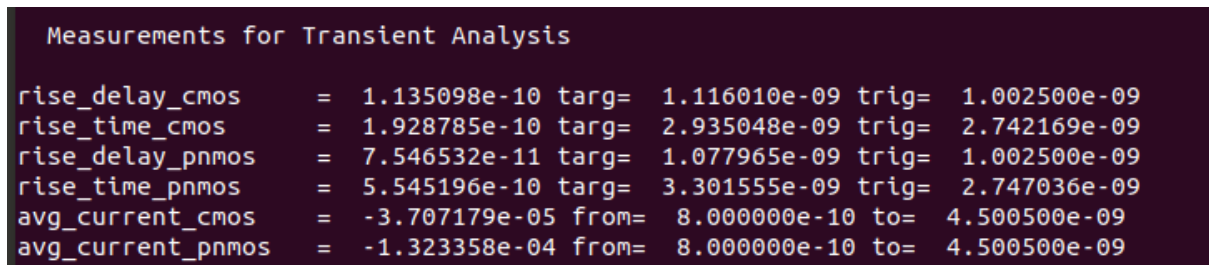 Measurements for Transient Analysis
rise_delay_cmos = 1.135098e-10 targ= 1.116010e-09 trig= 1.002500e-09
rise_time_cmos = 1.928785e-10 targ= 2.935048e-09 trig= 2.742169e-09
rise_delay_pnmos = 7.546532e-11 targ= 1.077965e-09 trig= 1.002500e-09
rise_time_pnmos = 5.545196e-10 targ= 3.301555e-09 trig= 2.747036e-09
avg_current_cmos = -3.707179e-05 from= 8.000000e-10 to= 4.500500e-09
avg_current_pnmos = -1.323358e-04 from= 8.000000e-10 to= 4.500500e-09